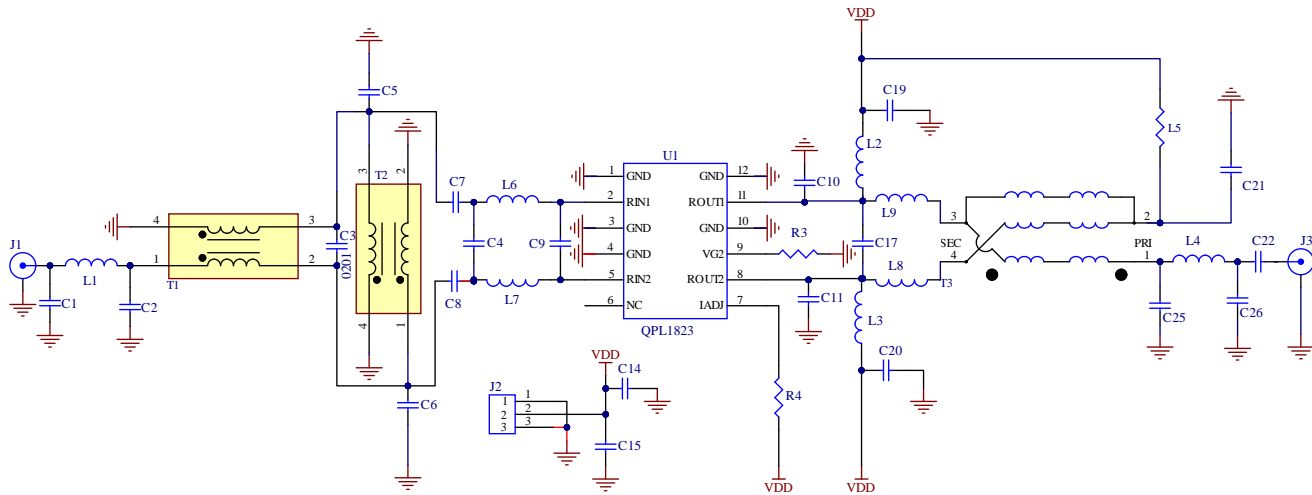 VDD
C5
C19
L5
L2
C21
3
2
T2
U1
1
GND
GND
12
C10
C7
L6
2
RIN1
ROUT1
11
L9
4
3
3
GND
GND
10
3
2
J1
C3
0201
C4
C9
4
GND
VG2
9
R3
C17
SEC
PRI
L4
C22
J3
L1
1
2
4
1
T1
C8
L7
5
RIN2
ROUT2
8
L8
T3
C1
C2
6
NC
IADJ
7
C11
L3
C25
C26
4
1
QPL1823
VDD
C20
C14
C6
J2
1
1
2
2
3
3
R4
C15
VDD
VDD